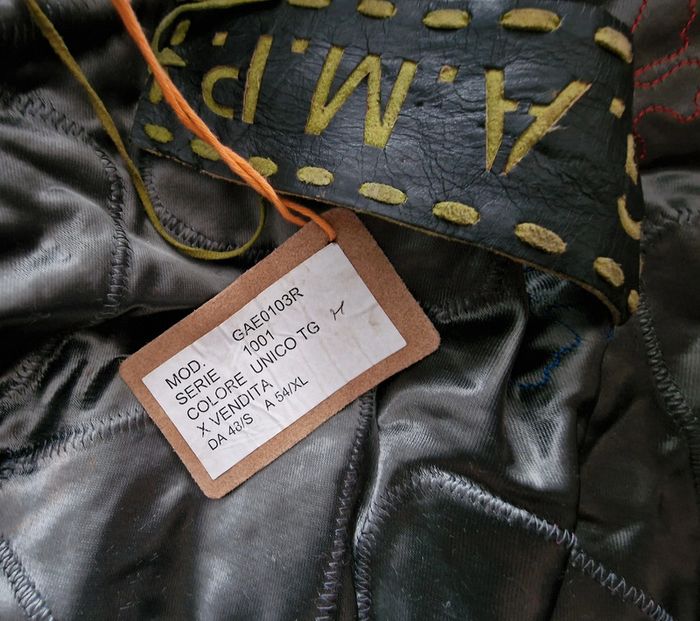 A.M.P.
MOD. GAE0103R
SERIE 1001
COLORE UNICO TG M
X VENDITA
DA 43/S A 54/XL